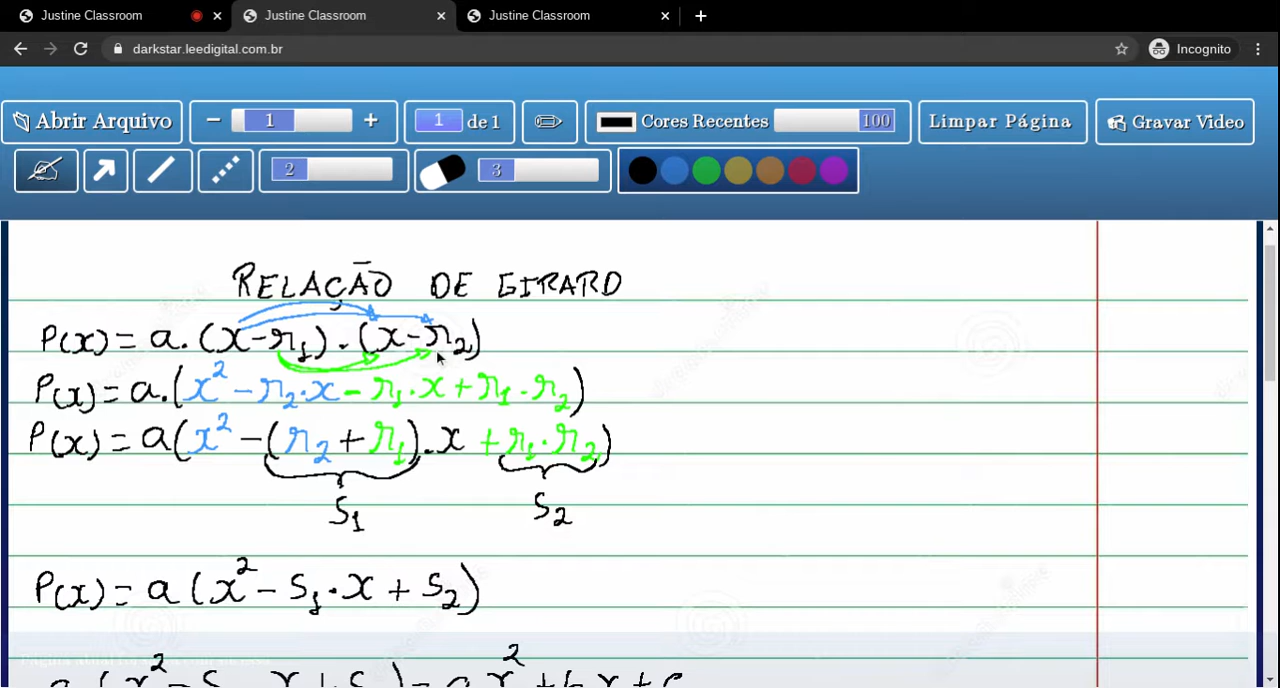 Justine Classroom Justine Classroom Justine Classroom
darkstar.leedigital.com.br Incognito
Abrir Arquivo 1 1 de 1 Cores Recentes 100 Limpar Página Gravar Video
2 3
RELAÇÃO DE GIRARD
P(x) = a.(x-r₁).(x-r₂)
P(x) = a.(x² - r₂.x - r₁.x + r₁.r₂)
P(x) = a(x² - (r₂ + r₁).x + r₁.r₂)
S₁ S₂
P(x) = a(x² - S₁.x + S₂)